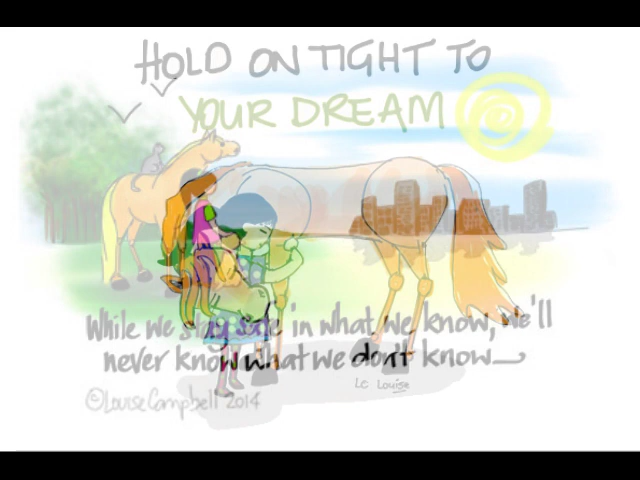 HOLD ON TIGHT TO
YOUR DREAM
While we stay safe in what we know, we'll
never know what we don't know
LC Louise
©Louise Campbell 2014